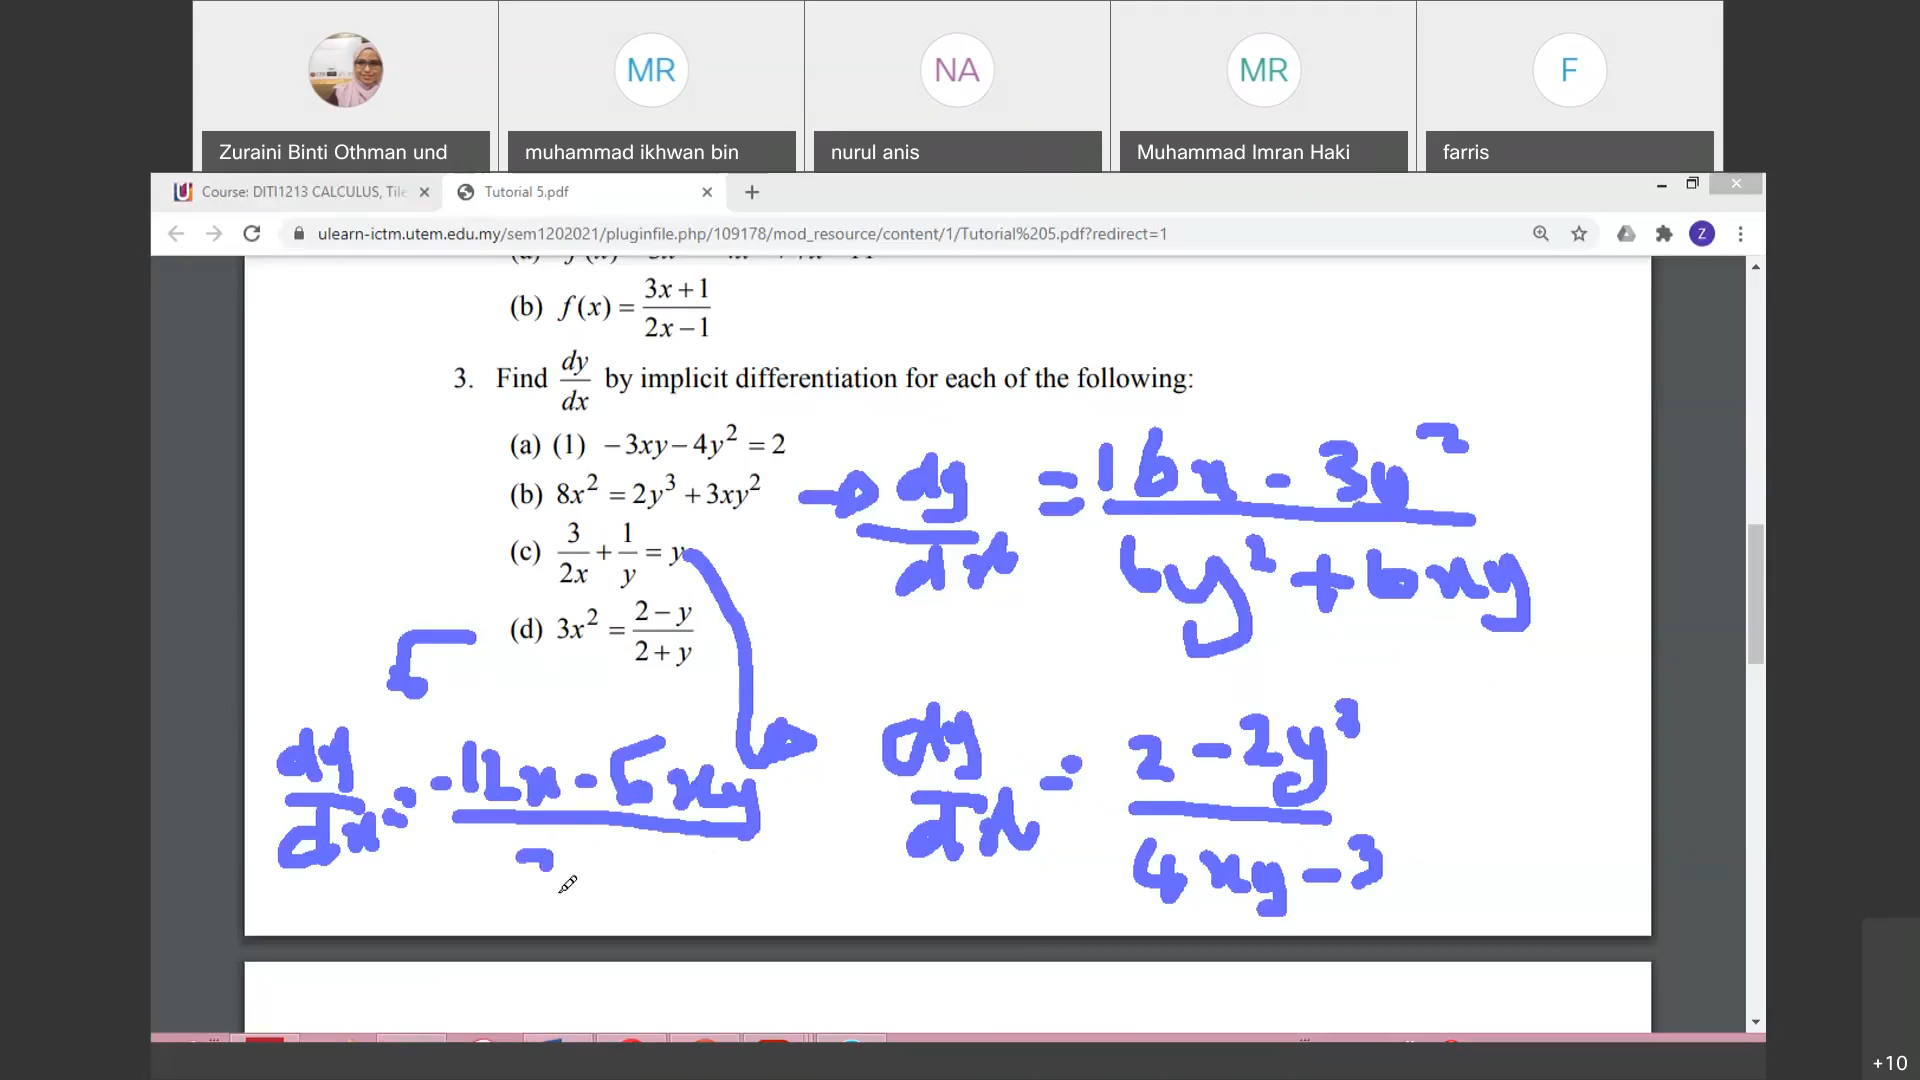 MR
NA
MR
F
Zuraini Binti Othman und
muhammad ikhwan bin
nurul anis
Muhammad Imran Haki
farris
Course: DITI1213 CALCULUS, Tile
Tutorial 5.pdf
ulearn-ictm.utem.edu.my/sem1202021/pluginfile.php/109178/mod_resource/content/1/Tutorial%205.pdf?redirect=1
Z
(b) f(x) = (3x + 1)/(2x − 1)
3. Find dy/dx by implicit differentiation for each of the following:
(a) (1) −3xy − 4y² = 2
(b) 8x² = 2y³ + 3xy²
→ dy/dx = (16x − 3y²)/(6y² + 6xy)
(c) 3/2x + 1/y = y
(d) 3x² = (2 − y)/(2 + y)
dy/dx = −12x − 6xy
dy/dx = (2 − 2y³)/(4xy − 3)
+10